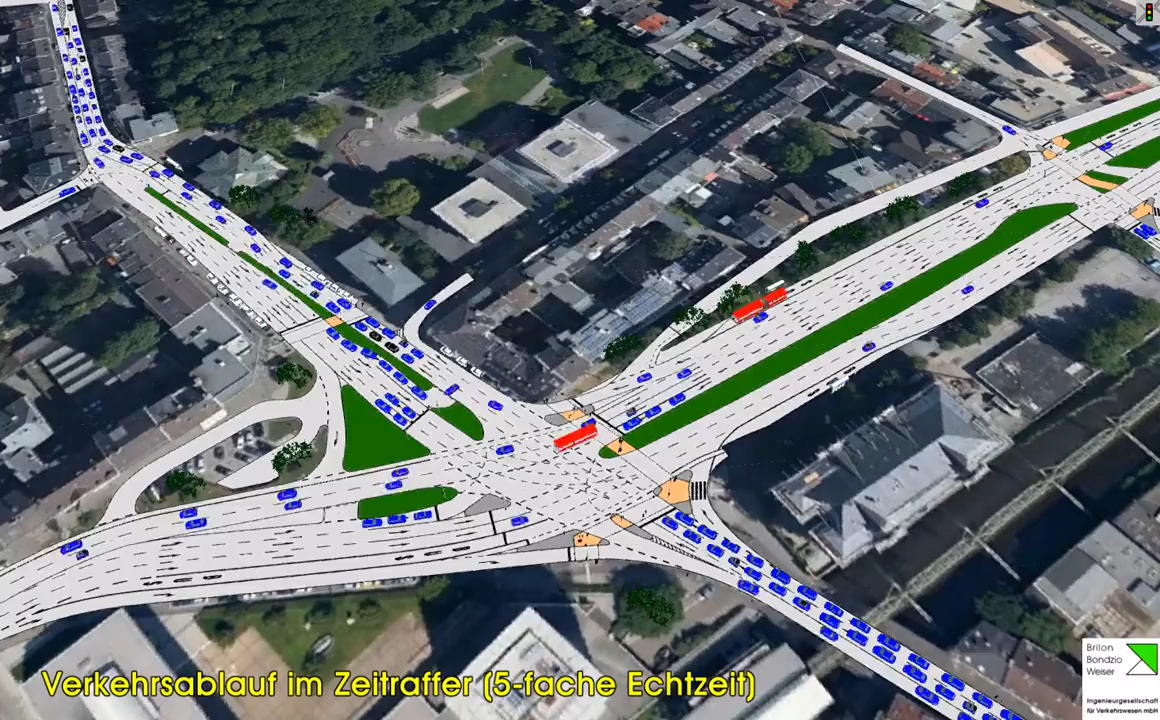 Verkehrsablauf im Zeitraffer (5-fache Echtzeit)
Brilon
Bondzio
Weiser
Ingenieurgesellschaft
für Verkehrswesen mbH